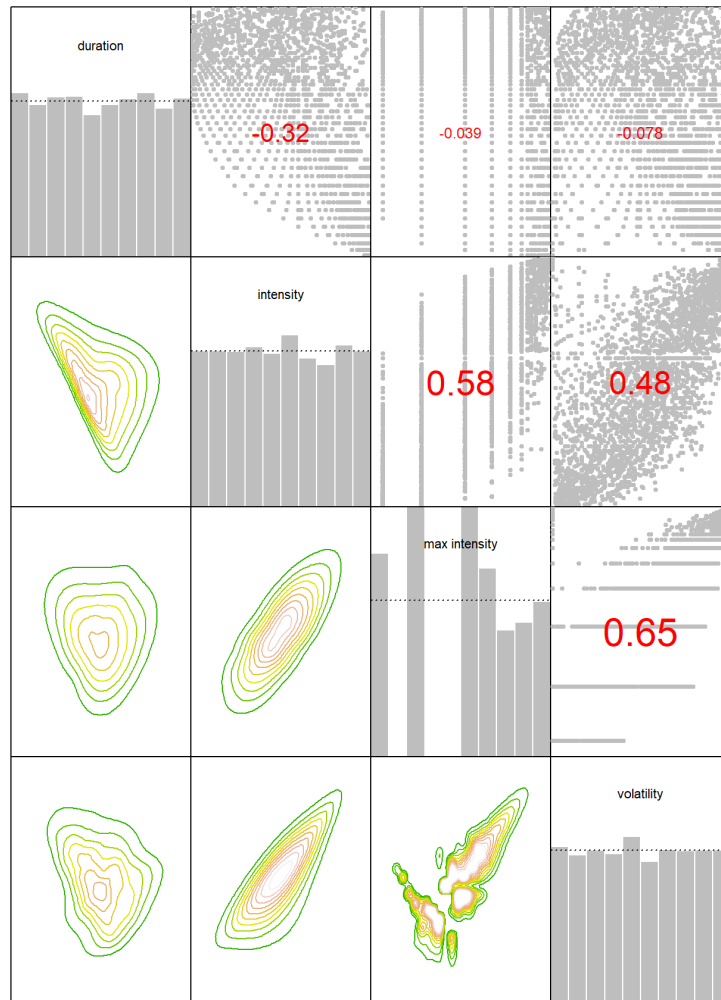 duration
-0.32
-0.039
-0.078
intensity
0.58
0.48
max intensity
0.65
volatility